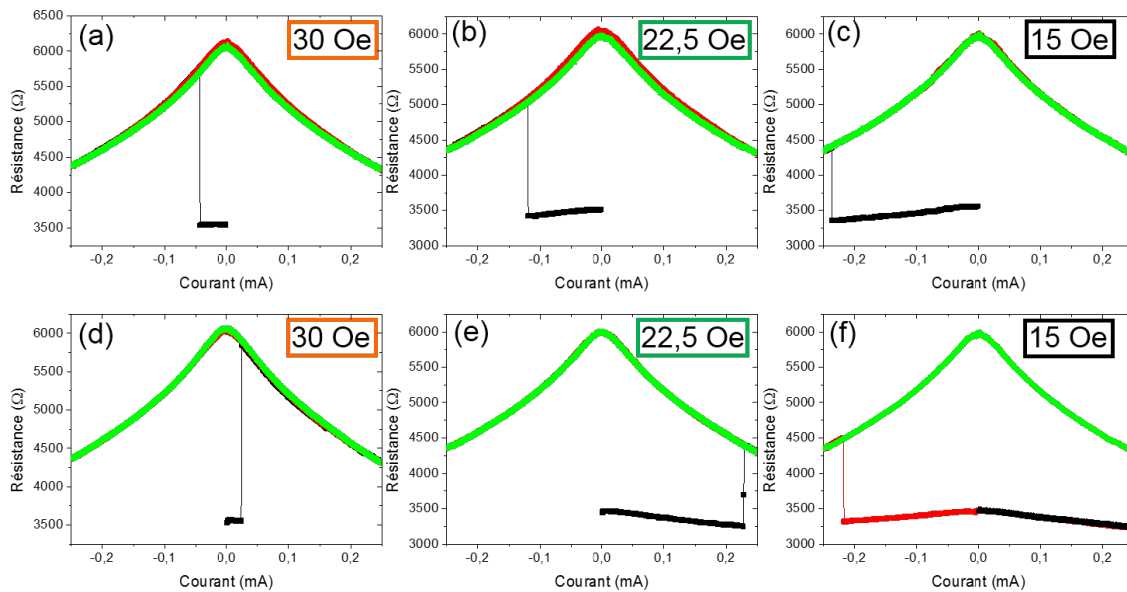 (a)
30 Oe
Résistance (Ω)
6500
6000
5500
5000
4500
4000
3500
-0,2 -0,1 0,0 0,1 0,2
Courant (mA)
(b)
22,5 Oe
Résistance (Ω)
6000
5500
5000
4500
4000
3500
3000
-0,2 -0,1 0,0 0,1 0,2
Courant (mA)
(c)
15 Oe
Résistance (Ω)
6000
5500
5000
4500
4000
3500
3000
-0,2 -0,1 0,0 0,1 0,2
Courant (mA)
(d)
30 Oe
Résistance (Ω)
6000
5500
5000
4500
4000
3500
-0,2 -0,1 0,0 0,1 0,2
Courant (mA)
(e)
22,5 Oe
Résistance (Ω)
6000
5500
5000
4500
4000
3500
3000
-0,2 -0,1 0,0 0,1 0,2
Courant (mA)
(f)
15 Oe
Résistance (Ω)
6000
5500
5000
4500
4000
3500
3000
-0,2 -0,1 0,0 0,1 0,2
Courant (mA)